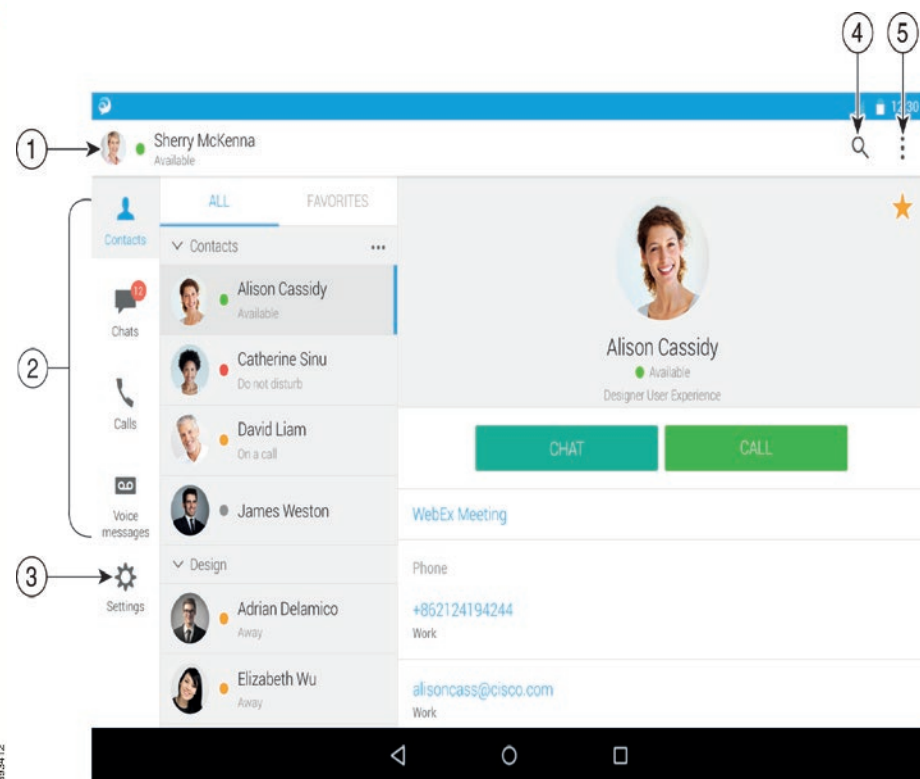 4 5
12:30
1
Sherry McKenna
Available
2
Contacts
12
Chats
Calls
Voice
messages
3
Settings
ALL FAVORITES
Contacts
Alison Cassidy
Available
Catherine Sinu
Do not disturb
David Liam
On a call
James Weston
Design
Adrian Delamico
Away
Elizabeth Wu
Away
Alison Cassidy
Available
Designer User Experience
CHAT CALL
WebEx Meeting
Phone
+862124194244
Work
alisoncass@cisco.com
Work